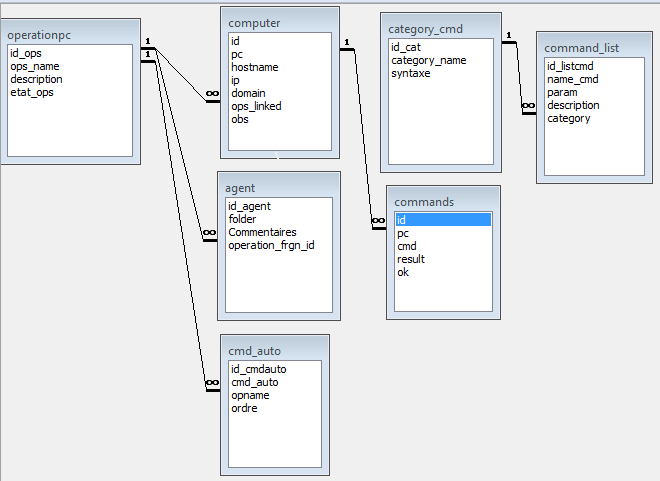 operationpc
id_ops
ops_name
description
etat_ops
computer
id
pc
hostname
ip
domain
ops_linked
obs
category_cmd
id_cat
category_name
syntaxe
command_list
id_listcmd
name_cmd
param
description
category
agent
id_agent
folder
Commentaires
operation_frgn_id
commands
id
pc
cmd
result
ok
cmd_auto
id_cmdauto
cmd_auto
opname
ordre
1
1
1
1
∞
∞
∞
∞
∞